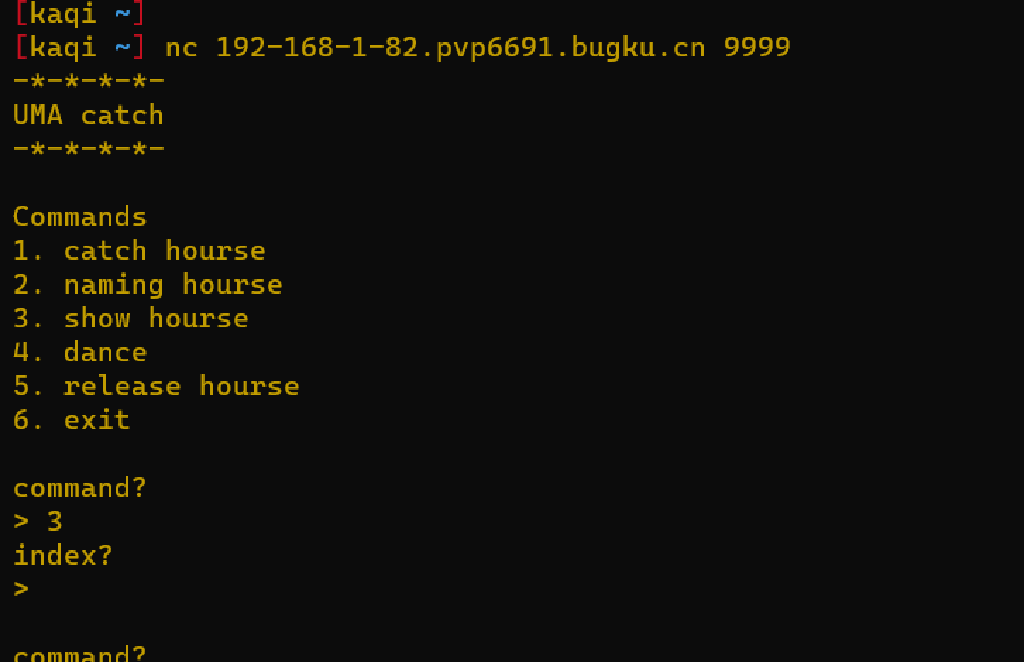 [kaqi ~]
[kaqi ~] nc 192-168-1-82.pvp6691.bugku.cn 9999
-*-*-*-*-
UMA catch
-*-*-*-*-
Commands
1. catch hourse
2. naming hourse
3. show hourse
4. dance
5. release hourse
6. exit
command?
> 3
index?
>
command?